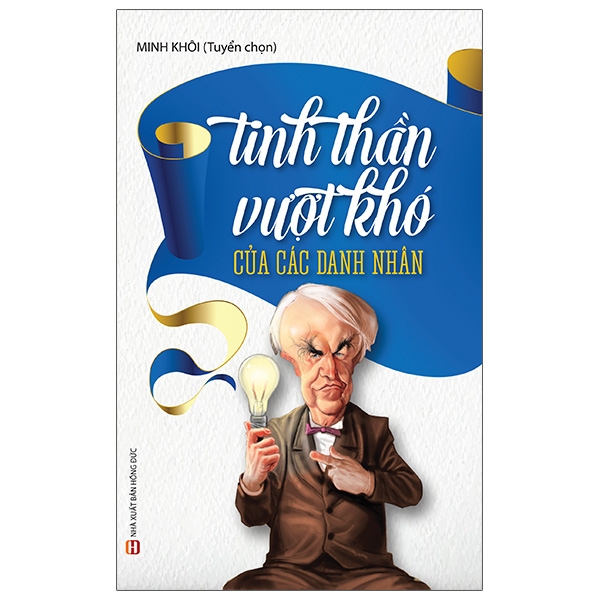 MINH KHÔI (Tuyển chọn)
tinh thần
vượt khó
CỦA CÁC DANH NHÂN
NHÀ XUẤT BẢN HỒNG ĐỨC